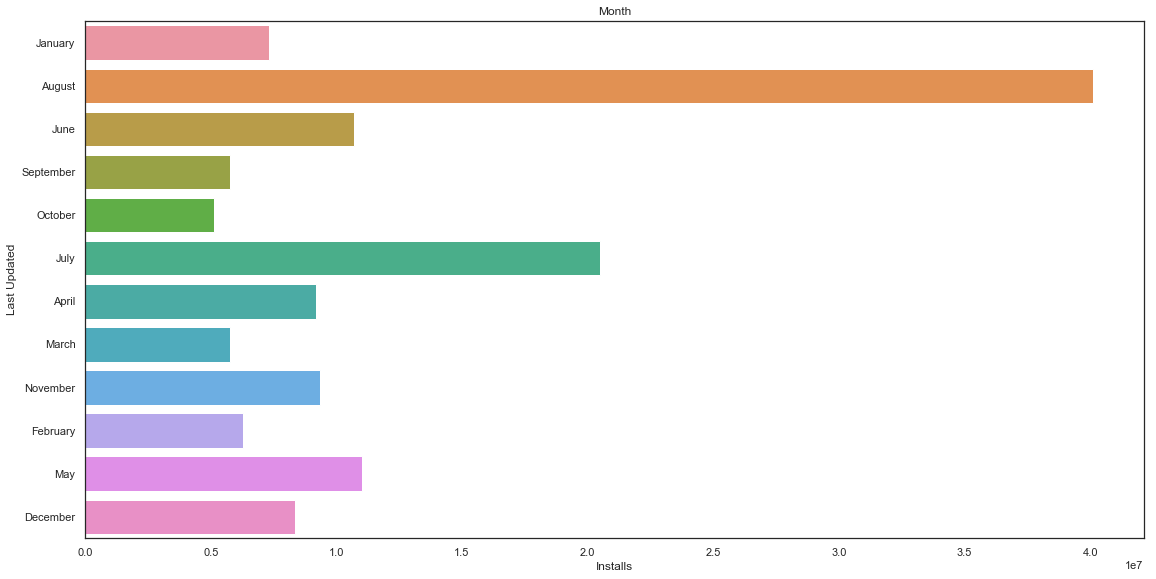 Month
January
August
June
September
October
July
April
March
November
February
May
December
Last Updated
0.0 0.5 1.0 1.5 2.0 2.5 3.0 3.5 4.0
Installs
1e7